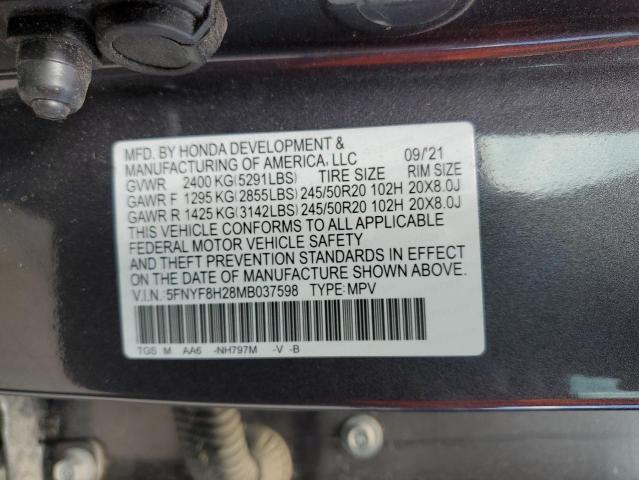 MFD. BY HONDA DEVELOPMENT &
MANUFACTURING OF AMERICA, LLC 09/'21
GVWR 2400 KG(5291LBS) TIRE SIZE RIM SIZE
GAWR F 1295 KG(2855LBS) 245/50R20 102H 20X8.0J
GAWR R 1425 KG(3142LBS) 245/50R20 102H 20X8.0J
THIS VEHICLE CONFORMS TO ALL APPLICABLE
FEDERAL MOTOR VEHICLE SAFETY
AND THEFT PREVENTION STANDARDS IN EFFECT
ON THE DATE OF MANUFACTURE SHOWN ABOVE.
V.I.N.:5FNYF8H28MB037598 TYPE:MPV
TGS M AA6 -NH797M -V -B